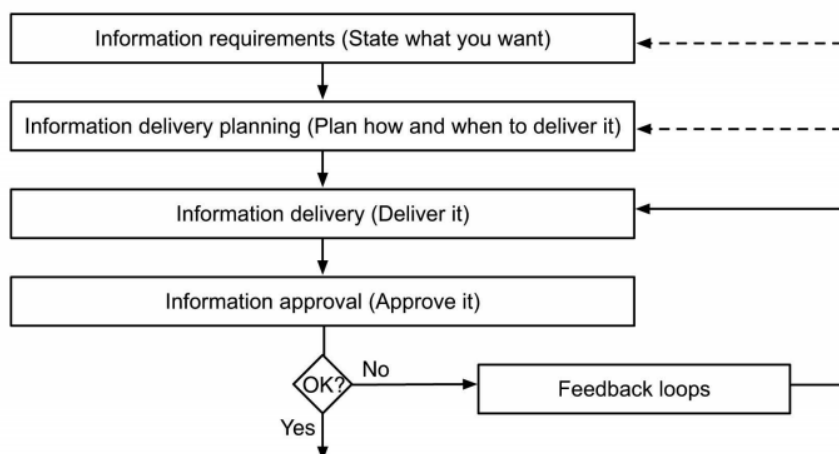 Information requirements (State what you want)
Information delivery planning (Plan how and when to deliver it)
Information delivery (Deliver it)
Information approval (Approve it)
OK?
No
Feedback loops
Yes